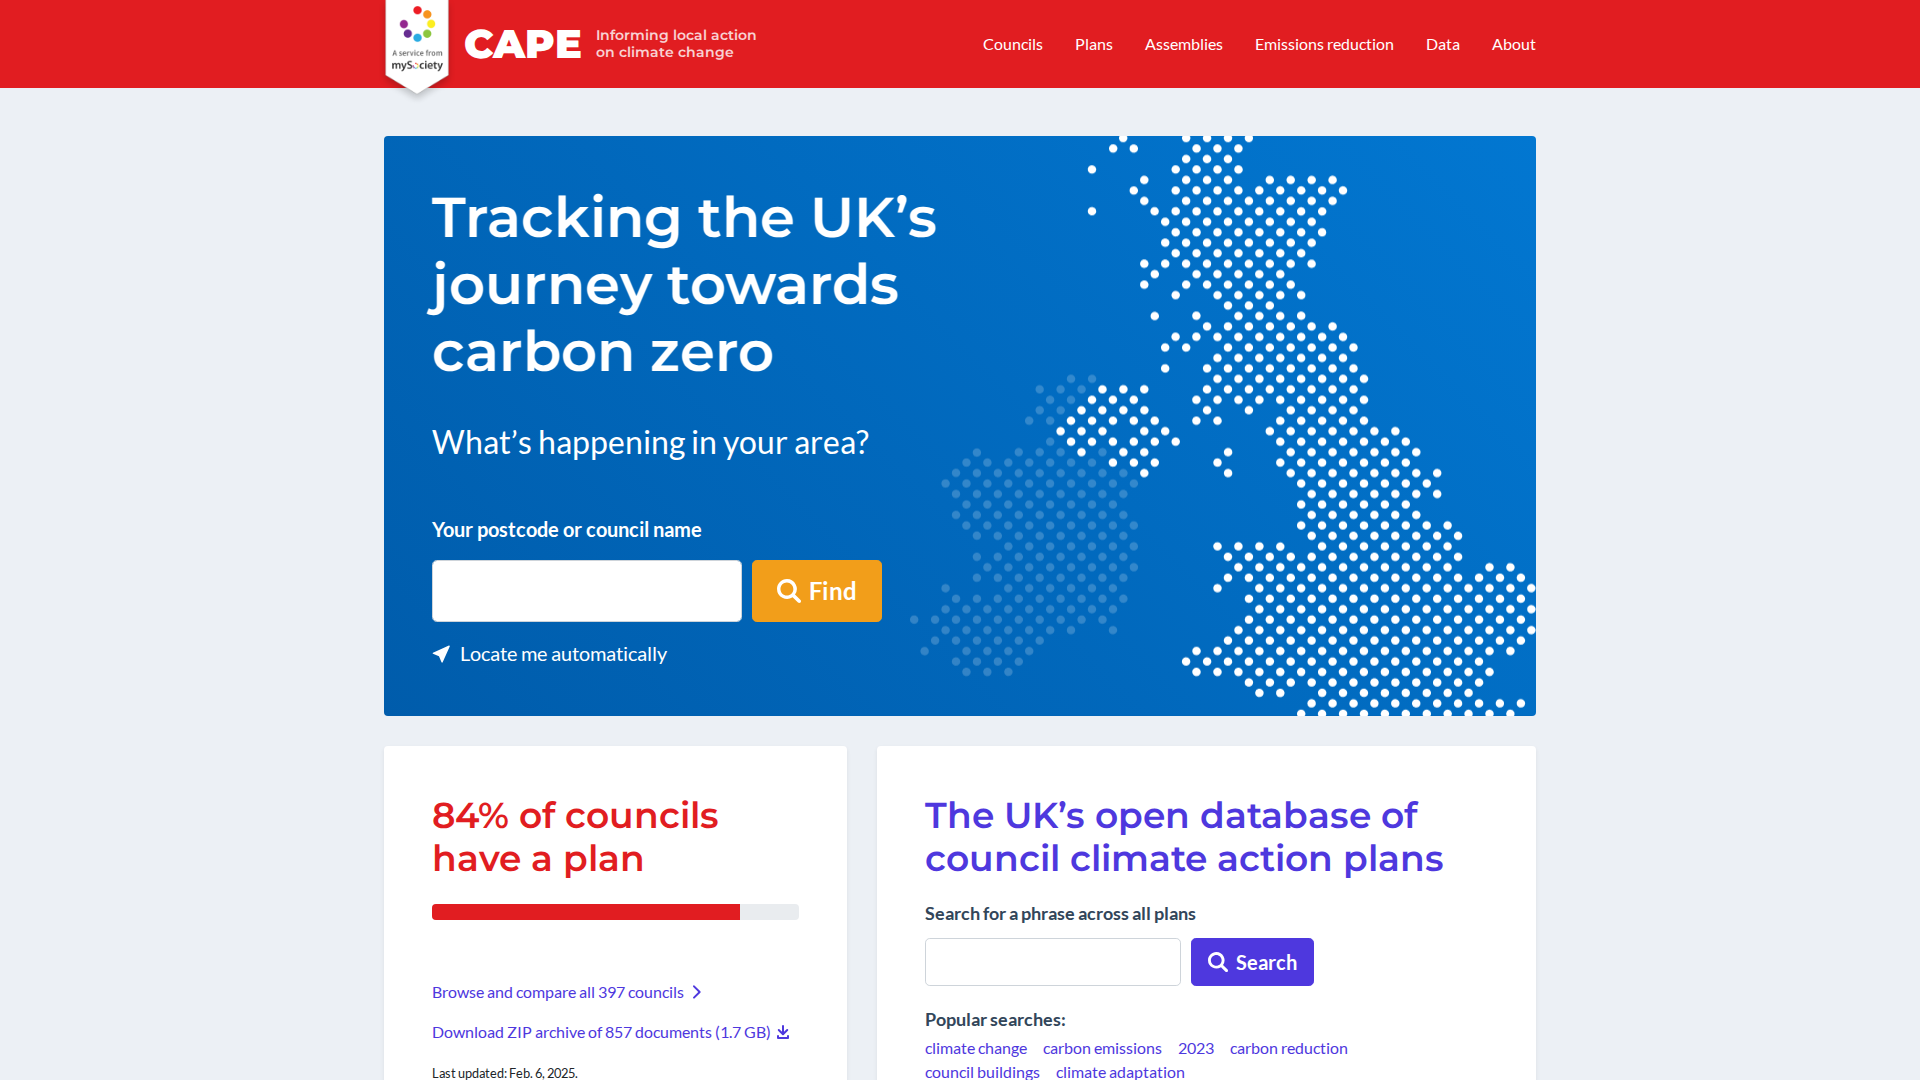 A service from
mySociety
CAPE
Informing local action
on climate change
Councils
Plans
Assemblies
Emissions reduction
Data
About
Tracking the UK’s
journey towards
carbon zero
What’s happening in your area?
Your postcode or council name
Find
Locate me automatically
84% of councils
have a plan
Browse and compare all 397 councils
Download ZIP archive of 857 documents (1.7 GB)
Last updated: Feb. 6, 2025.
The UK’s open database of
council climate action plans
Search for a phrase across all plans
Search
Popular searches:
climate change carbon emissions 2023 carbon reduction
council buildings climate adaptation